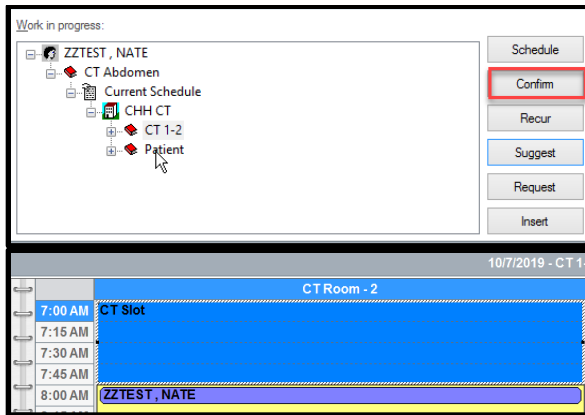 Work in progress:
ZZTEST , NATE
CT Abdomen
Current Schedule
CHH CT
CT 1-2
Patient
Schedule
Confirm
Recur
Suggest
Request
Insert
10/7/2019 - CT 1-
CT Room - 2
7:00 AM CT Slot
7:15 AM
7:30 AM
7:45 AM
8:00 AM ZZTEST , NATE